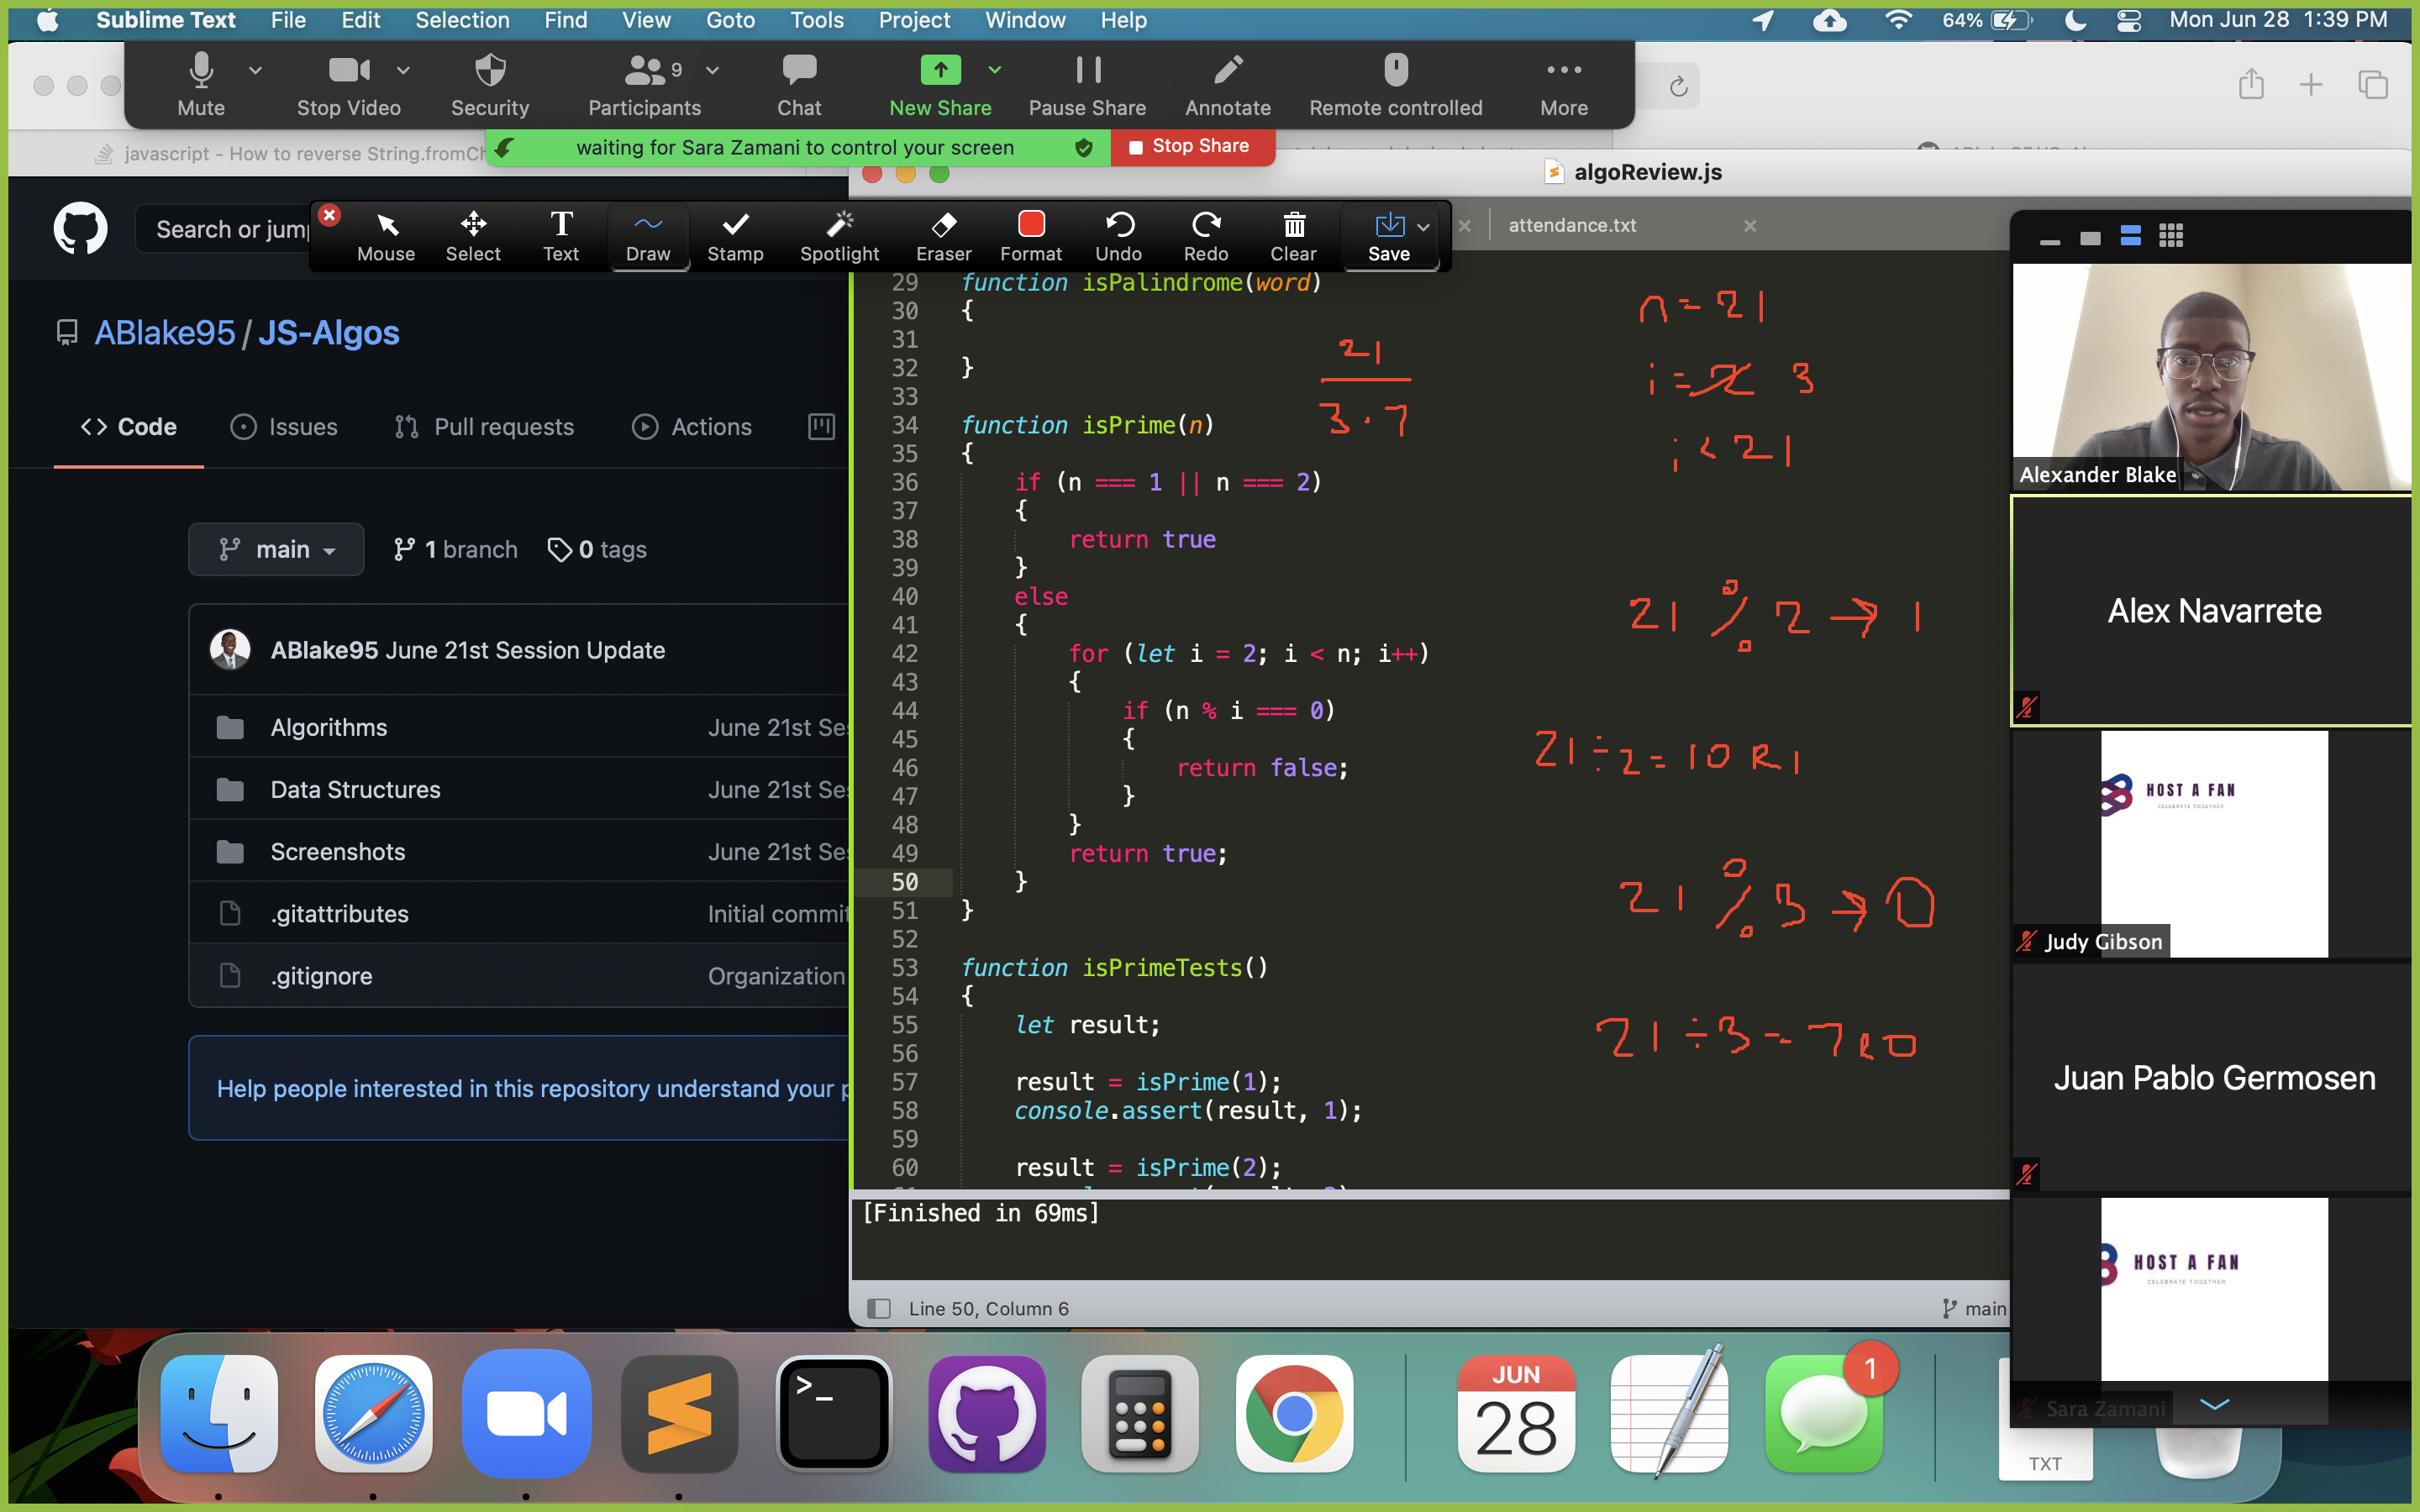 Sublime Text File Edit Selection Find View Goto Tools Project Window Help 64% Mon Jun 28 1:39 PM
9
Mute Stop Video Security Participants Chat New Share Pause Share Annotate Remote controlled More
waiting for Sara Zamani to control your screen Stop Share
javascript - How to reverse String.fromCh
algoReview.js
Search or jump
Mouse Select Text Draw Stamp Spotlight Eraser Format Undo Redo Clear Save
attendance.txt
ABlake95/JS-Algos
Code Issues Pull requests Actions
main 1 branch 0 tags
ABlake95 June 21st Session Update
Algorithms June 21st Ses
Data Structures June 21st Ses
Screenshots June 21st Ses
.gitattributes Initial commit
.gitignore Organization
Help people interested in this repository understand your p
29 function isPalindrome(word)
30 {
31
32 }
33
34 function isPrime(n)
35 {
36 if (n === 1 || n === 2)
37 {
38 return true
39 }
40 else
41 {
42 for (let i = 2; i < n; i++)
43 {
44 if (n % i === 0)
45 {
46 return false;
47 }
48 }
49 return true;
50 }
51 }
52
53 function isPrimeTests()
54 {
55 let result;
56
57 result = isPrime(1);
58 console.assert(result, 1);
59
60 result = isPrime(2);
21
3 · 7
n = 21
i = 2 3
i < 21
21 % 2 → 1
21 ÷ 2 = 10 R1
21 % 3 → 0
21 ÷ 3 = 7 R0
[Finished in 69ms]
Line 50, Column 6 main
Alexander Blake
Alex Navarrete
HOST A FAN
CELEBRATE TOGETHER
Judy Gibson
Juan Pablo Germosen
HOST A FAN
CELEBRATE TOGETHER
Sara Zamani
JUN
28
1
TXT